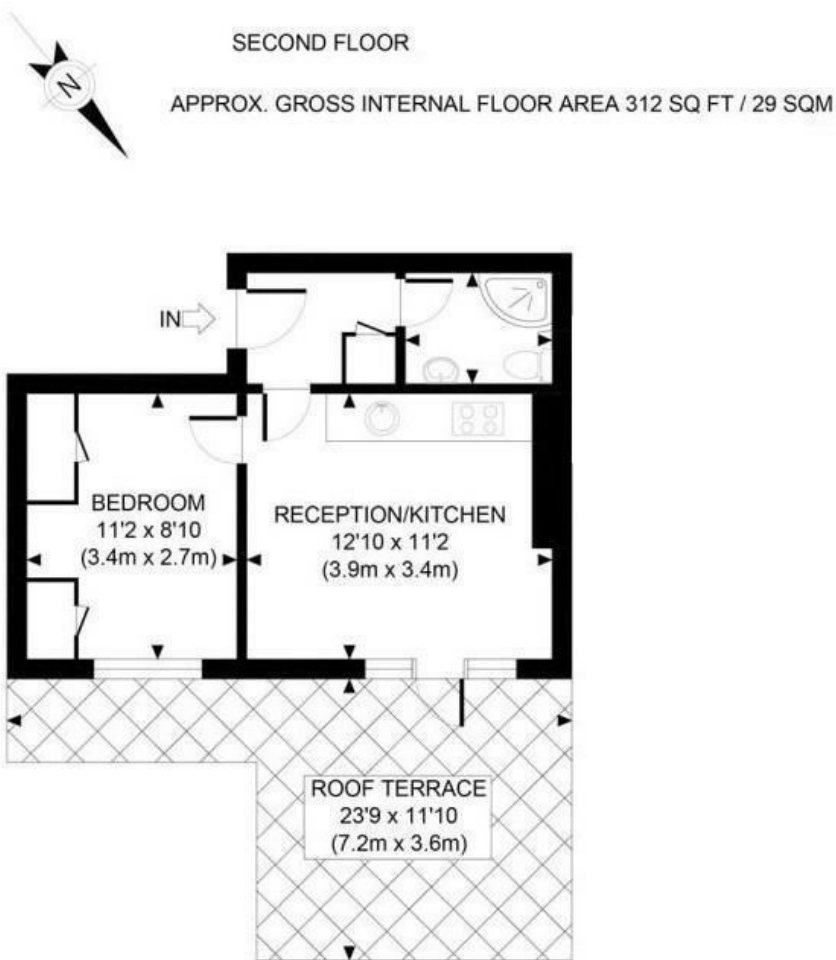 SECOND FLOOR
N
APPROX. GROSS INTERNAL FLOOR AREA 312 SQ FT / 29 SQM
IN
BEDROOM
11'2 x 8'10
(3.4m x 2.7m)
RECEPTION/KITCHEN
12'10 x 11'2
(3.9m x 3.4m)
ROOF TERRACE
23'9 x 11'10
(7.2m x 3.6m)